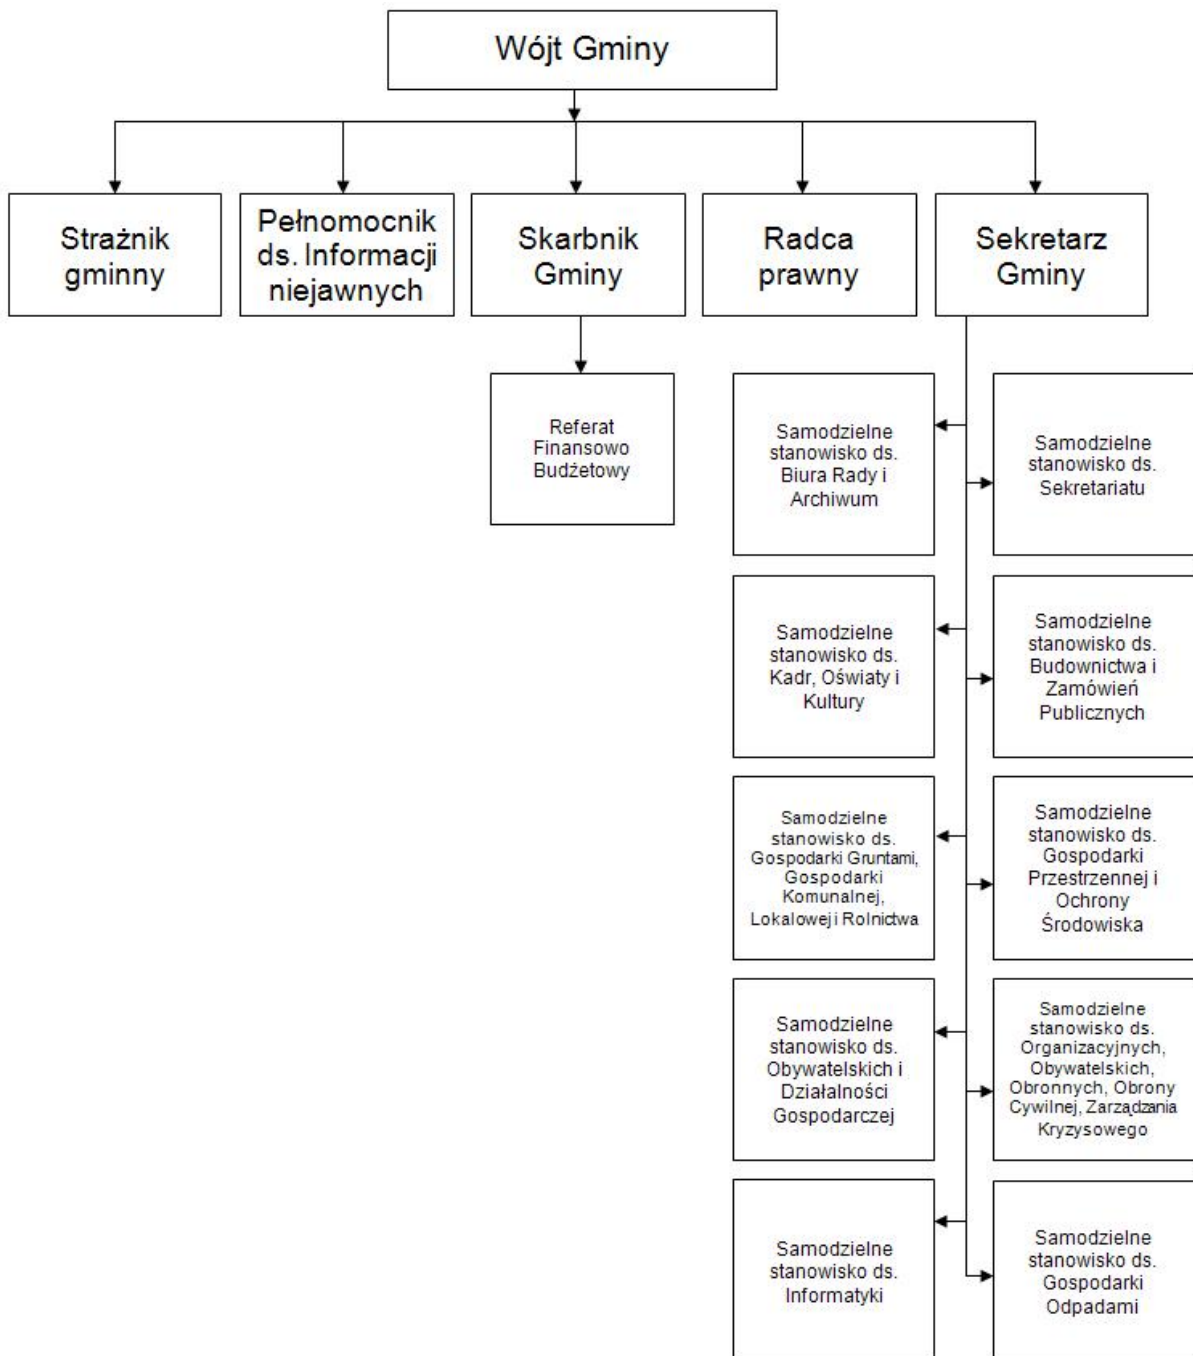 Wójt Gminy
Strażnik
gminny
Pełnomocnik
ds. Informacji
niejawnych
Skarbnik
Gminy
Radca
prawny
Sekretarz
Gminy
Referat
Finansowo
Budżetowy
Samodzielne
stanowisko ds.
Biura Rady i
Archiwum
Samodzielne
stanowisko ds.
Sekretariatu
Samodzielne
stanowisko ds.
Kadr, Oświaty i
Kultury
Samodzielne
stanowisko ds.
Budownictwa i
Zamówień
Publicznych
Samodzielne
stanowisko ds.
Gospodarki Gruntami,
Gospodarki
Komunalnej,
Lokalowej i Rolnictwa
Samodzielne
stanowisko ds.
Gospodarki
Przestrzennej i
Ochrony
Środowiska
Samodzielne
stanowisko ds.
Obywatelskich i
Działalności
Gospodarczej
Samodzielne
stanowisko ds.
Organizacyjnych,
Obywatelskich,
Obronnych, Obrony
Cywilnej, Zarządzania
Kryzysowego
Samodzielne
stanowisko ds.
Informatyki
Samodzielne
stanowisko ds.
Gospodarki
Odpadami